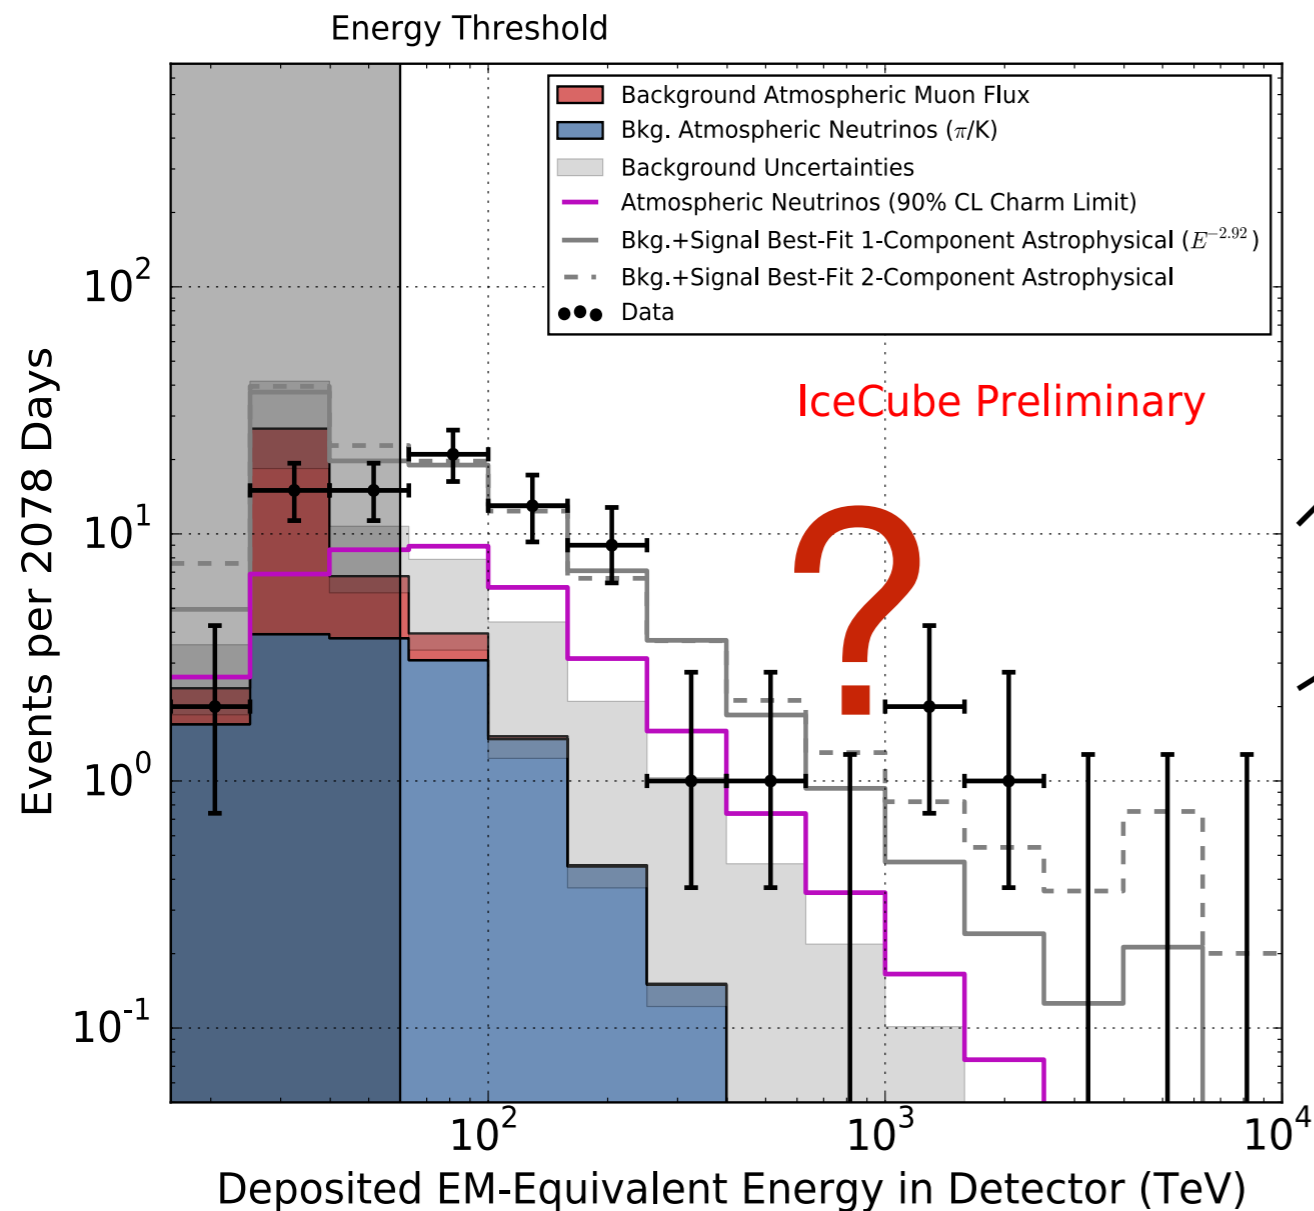 Energy Threshold
Background Atmospheric Muon Flux
Bkg. Atmospheric Neutrinos (π/K)
Background Uncertainties
Atmospheric Neutrinos (90% CL Charm Limit)
Bkg.+Signal Best-Fit 1-Component Astrophysical (E^{-2.92})
Bkg.+Signal Best-Fit 2-Component Astrophysical
Data
IceCube Preliminary
?
Events per 2078 Days
10^2
10^1
10^0
10^{-1}
10^2 10^3 10^4
Deposited EM-Equivalent Energy in Detector (TeV)